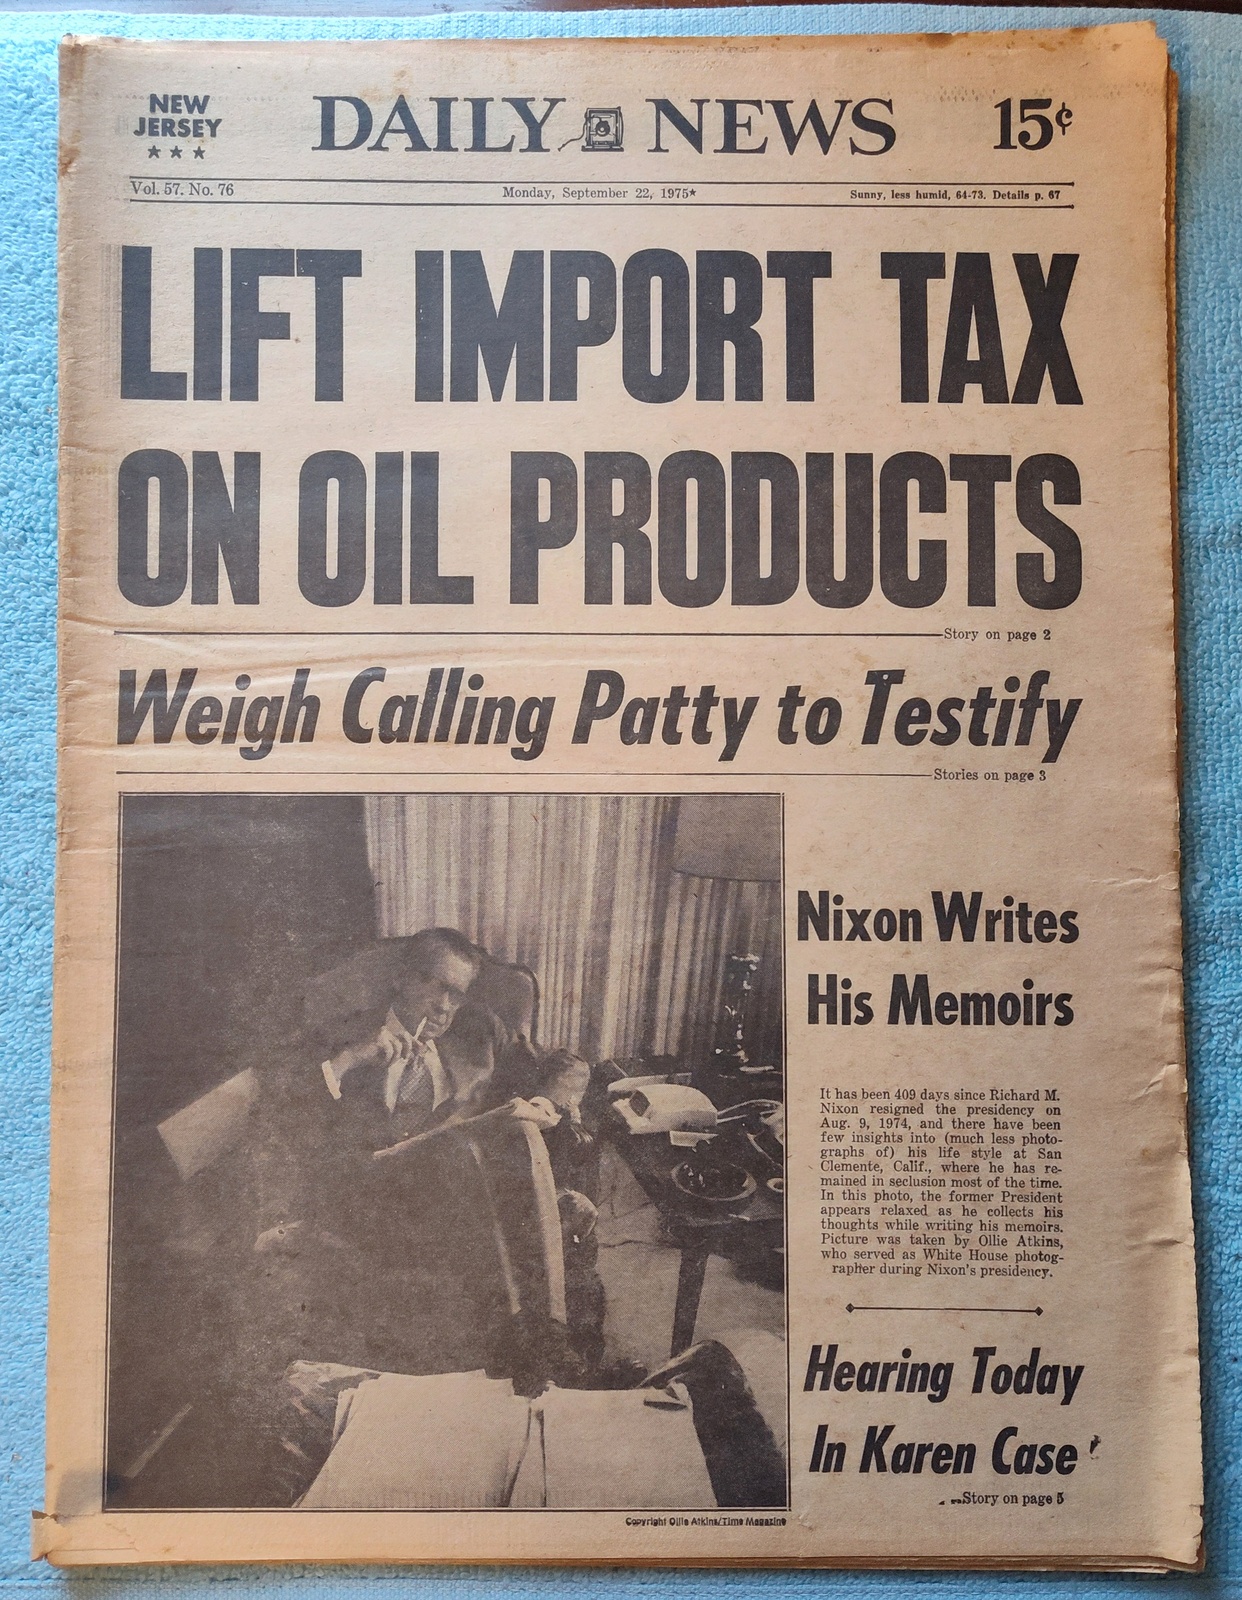 NEW
JERSEY
★ ★ ★
DAILY NEWS
15¢
Vol. 57. No. 76
Monday, September 22, 1975★
Sunny, less humid, 64-73. Details p. 67
LIFT IMPORT TAX
ON OIL PRODUCTS
Story on page 2
Weigh Calling Patty to Testify
Stories on page 3
Nixon Writes
His Memoirs
It has been 409 days since Richard M.
Nixon resigned the presidency on
Aug. 9, 1974, and there have been
few insights into (much less photo-
graphs of) his life style at San
Clemente, Calif., where he has re-
mained in seclusion most of the time.
In this photo, the former President
appears relaxed as he collects his
thoughts while writing his memoirs.
Picture was taken by Ollie Atkins,
who served as White House photog-
rapher during Nixon's presidency.
Hearing Today
In Karen Case
Story on page 5
Copyright Ollie Atkins/Time Magazine